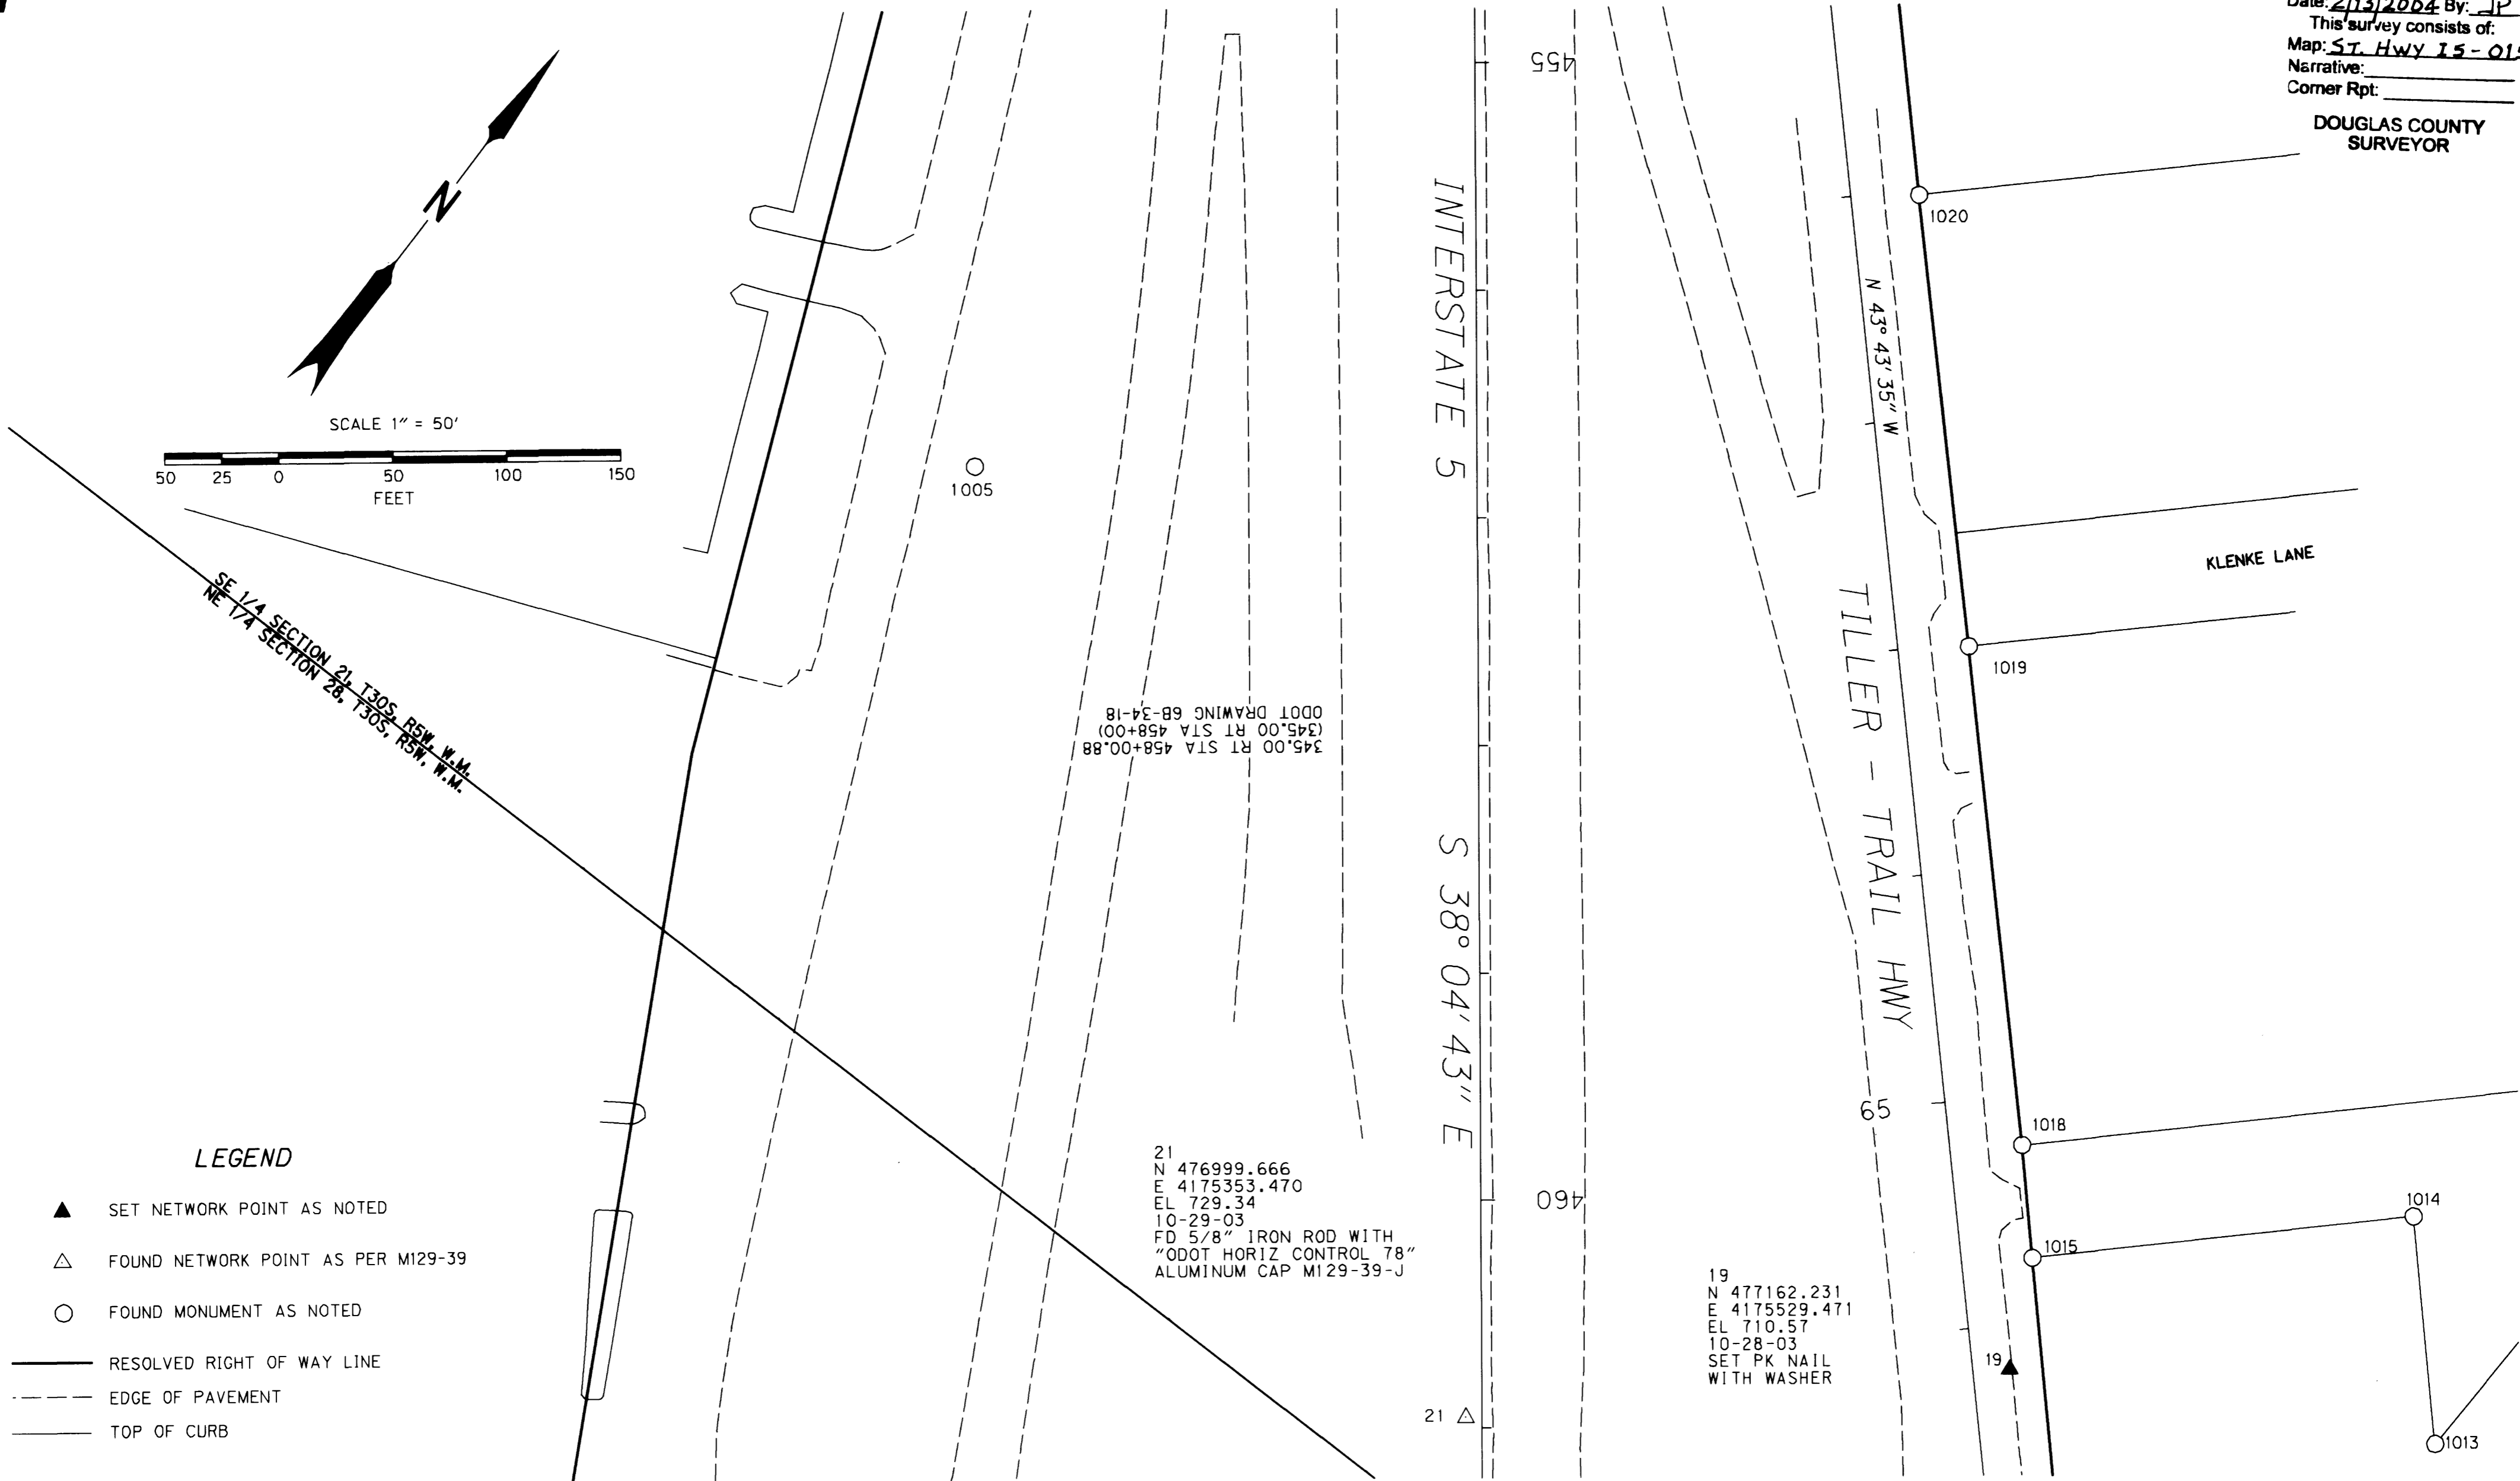 Date: 2/13/2004 By: JP
This survey consists of:
Map: ST. HWY I5-015
Narrative:
Corner Rpt:
DOUGLAS COUNTY
SURVEYOR
N
SCALE 1" = 50'
50 25 0 50 100 150
FEET
455
INTERSTATE 5
1020
N 43° 43' 35" W
1005
KLENKE LANE
1019
SE 1/4 SECTION 21, T30S, R5W, W.M.
NE 1/4 SECTION 28, T30S, R5W, W.M.
345.00 RT STA 458+00.88
(345.00 RT STA 458+00)
ODOT DRAWING 6B-34-18
TILLER - TRAIL HWY
S 38° 04' 43" E
65
1018
460
1014
1015
21
N 476999.666
E 4175353.470
EL 729.34
10-29-03
FD 5/8" IRON ROD WITH
"ODOT HORIZ CONTROL 78"
ALUMINUM CAP M129-39-J
19
N 477162.231
E 4175529.471
EL 710.57
10-28-03
SET PK NAIL
WITH WASHER
19
21
1013
LEGEND
SET NETWORK POINT AS NOTED
FOUND NETWORK POINT AS PER M129-39
FOUND MONUMENT AS NOTED
RESOLVED RIGHT OF WAY LINE
EDGE OF PAVEMENT
TOP OF CURB